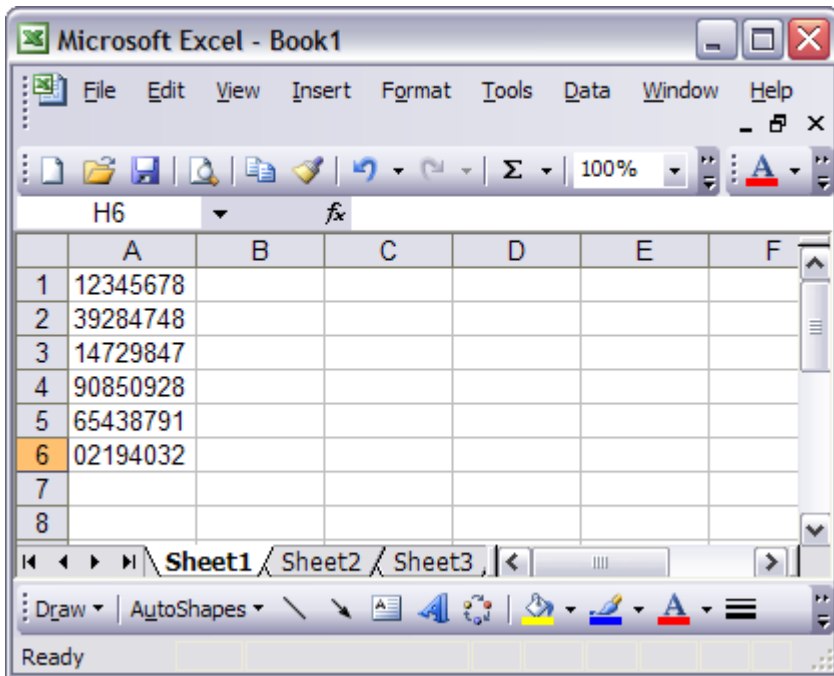 Microsoft Excel - Book1
File Edit View Insert Format Tools Data Window Help
Σ 100% A
H6 fx
A B C D E F
1 12345678
2 39284748
3 14729847
4 90850928
5 65438791
6 02194032
7
8
Sheet1 Sheet2 Sheet3
Draw AutoShapes A A
Ready